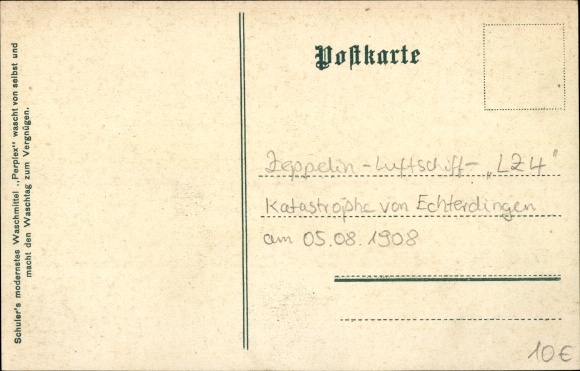 Schuler's modernstes Waschmittel „Perplex“ wascht von selbst und
macht den Waschtag zum Vergnügen.
Postkarte
Zeppelin-Luftschiff- „LZ4"
Katastrophe von Echterdingen
am 05.08.1908
10€